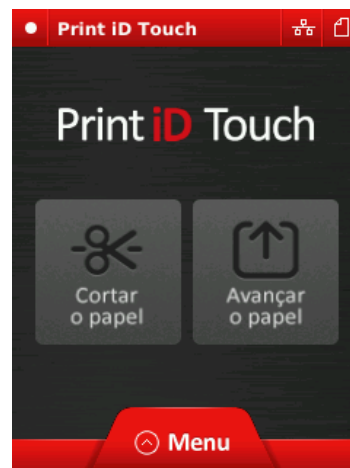 Print iD Touch
Print iD Touch
Cortar
o papel
Avançar
o papel
Menu